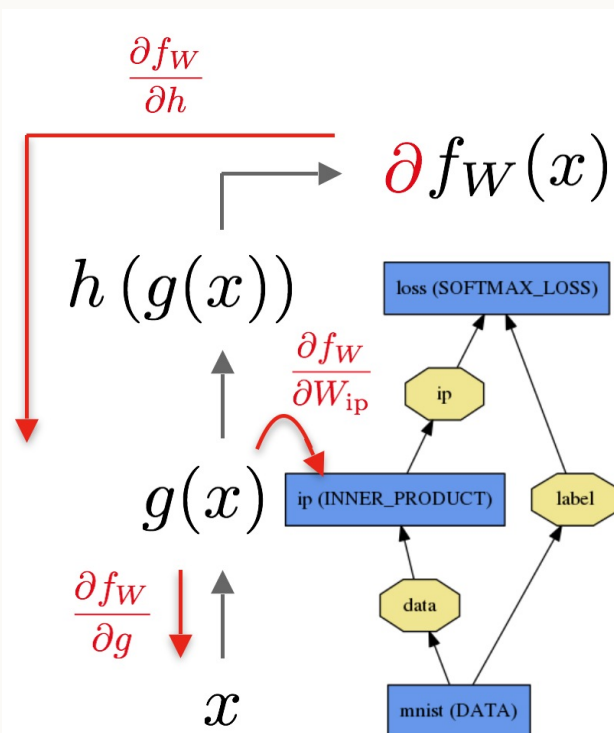 ∂f_W/∂h
∂f_W(x)
h(g(x))
loss (SOFTMAX_LOSS)
∂f_W/∂W_ip
ip
g(x)
ip (INNER_PRODUCT)
label
∂f_W/∂g
data
x
mnist (DATA)